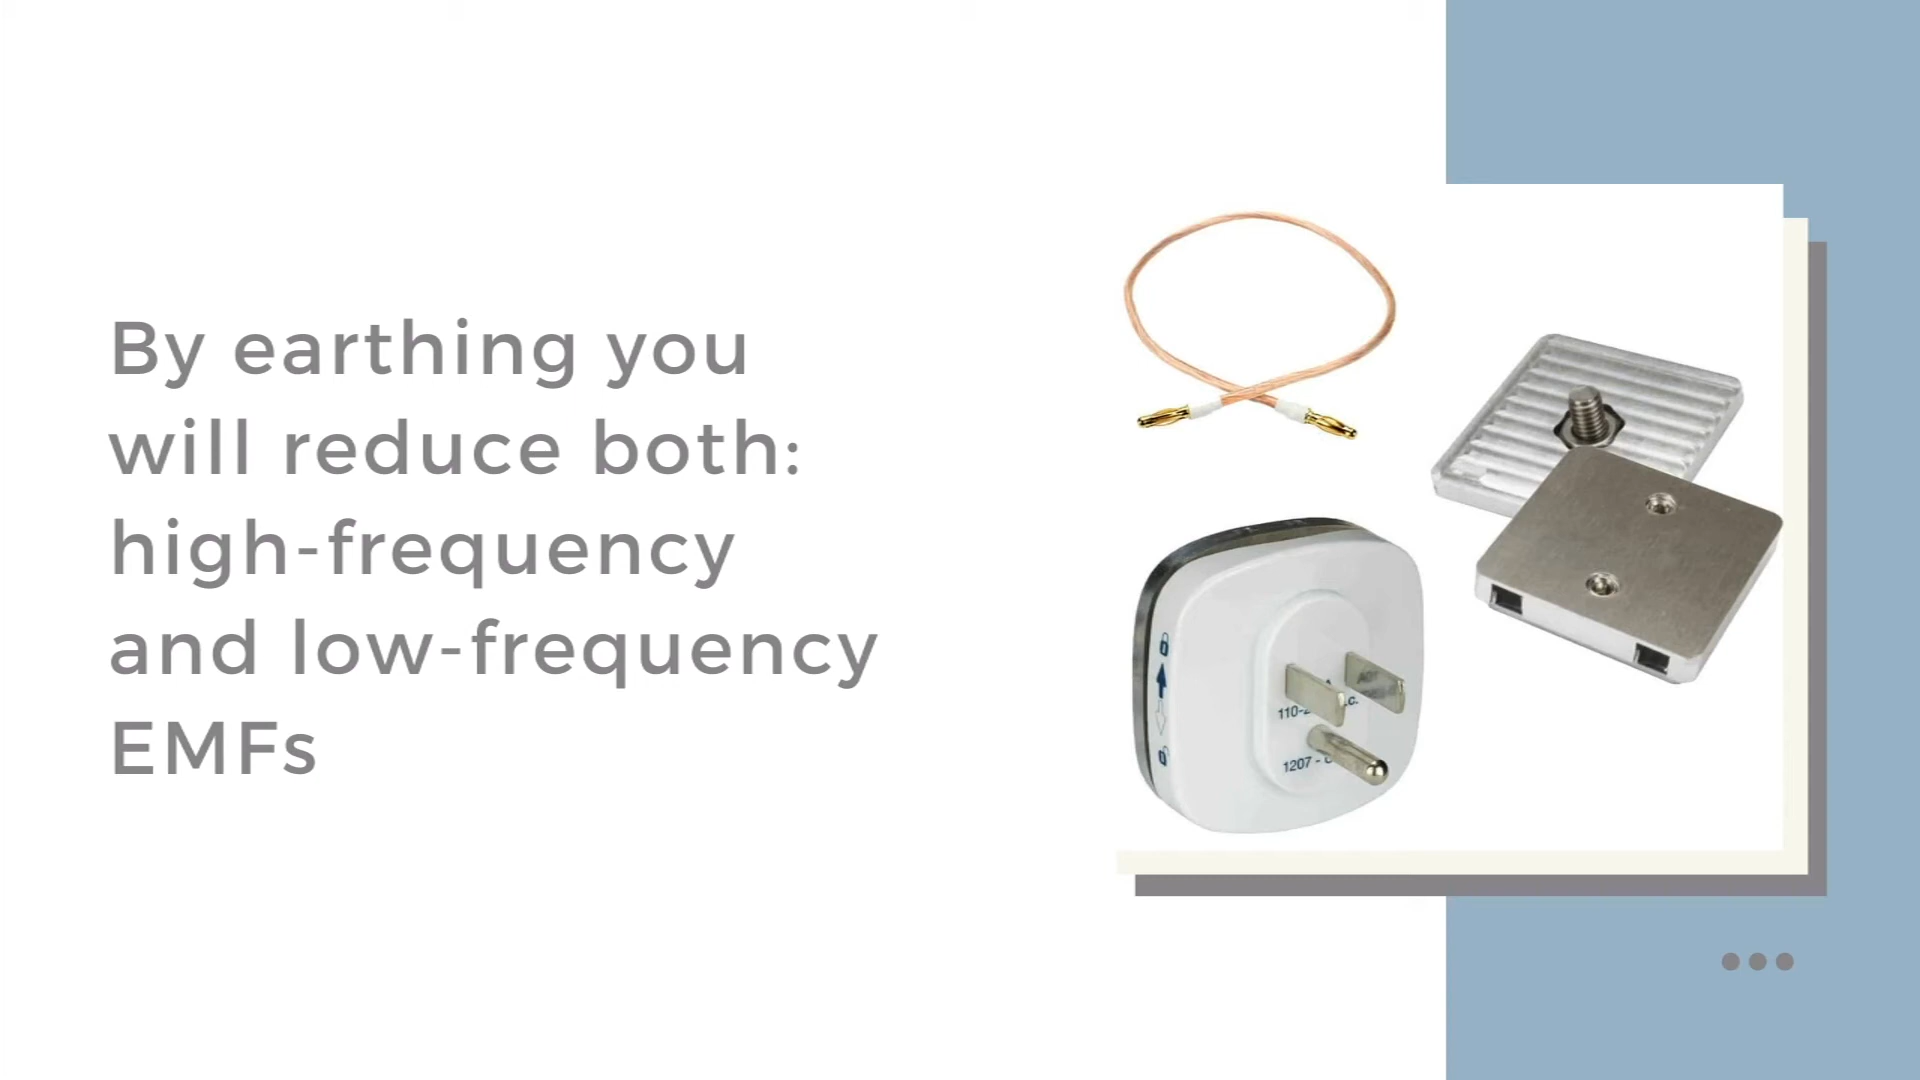 By earthing you
will reduce both:
high-frequency
and low-frequency
EMFs